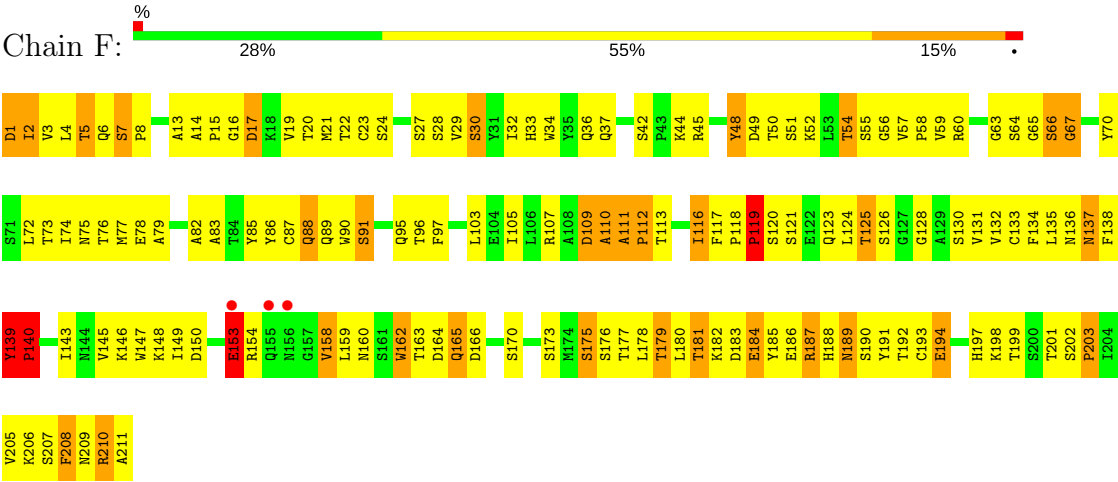 %
Chain F:
28% 55% 15% •
D1 I2 V3 L4 T5 Q6 S7 P8 A13 A14 P15 G16 D17 K18 V19 T20 M21 T22 C23 S24 S27 S28 V29 S30 Y31 I32 H33 W34 Y35 Q36 Q37 S42 P43 K44 R45 Y48 D49 T50 S51 K52 L53 T54 S55 G56 V57 P58 V59 R60 G63 S64 G65 S66 G67 Y70
S71 L72 T73 I74 N75 M77 T76 E78 A79 A82 A83 T84 Y85 Y86 C87 Q88 Q89 W90 S91 Q95 T96 F97 L103 E104 I105 L106 R107 A108 D109 A110 A111 P112 T113 I116 F117 P118 P119 S120 S121 E122 Q123 L124 T125 S126 G127 G128 A129 S130 V131 V132 C133 F134 L135 N136 N137 F138
Y139 P140 I143 N144 V145 K146 W147 K148 I149 D150 E153 R154 Q155 N156 G157 V158 L159 N160 S161 W162 T163 D164 Q165 D166 S170 S173 M174 S175 S176 T177 L178 T179 L180 T181 K182 D183 E184 Y185 E186 R187 H188 N189 S190 Y191 T192 C193 E194 H197 K198 T199 S200 T201 S202 P203 I204
V205 K206 S207 F208 N209 R210 A211